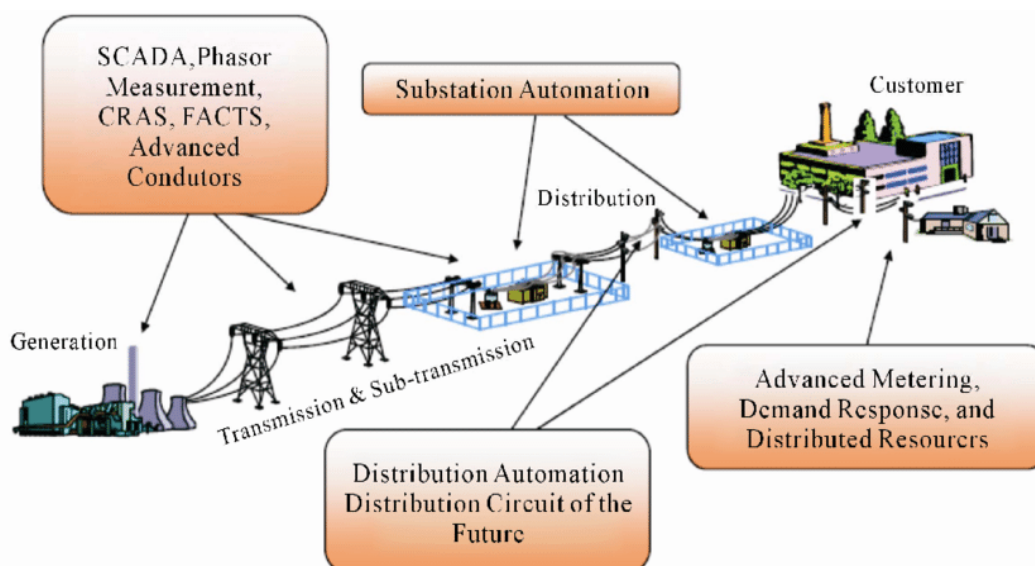 SCADA,Phasor
Measurement,
CRAS, FACTS,
Advanced
Condutors
Substation Automation
Customer
Distribution
Generation
Transmission & Sub-transmission
Advanced Metering,
Demand Response, and
Distributed Resourcrs
Distribution Automation
Distribution Circuit of the
Future